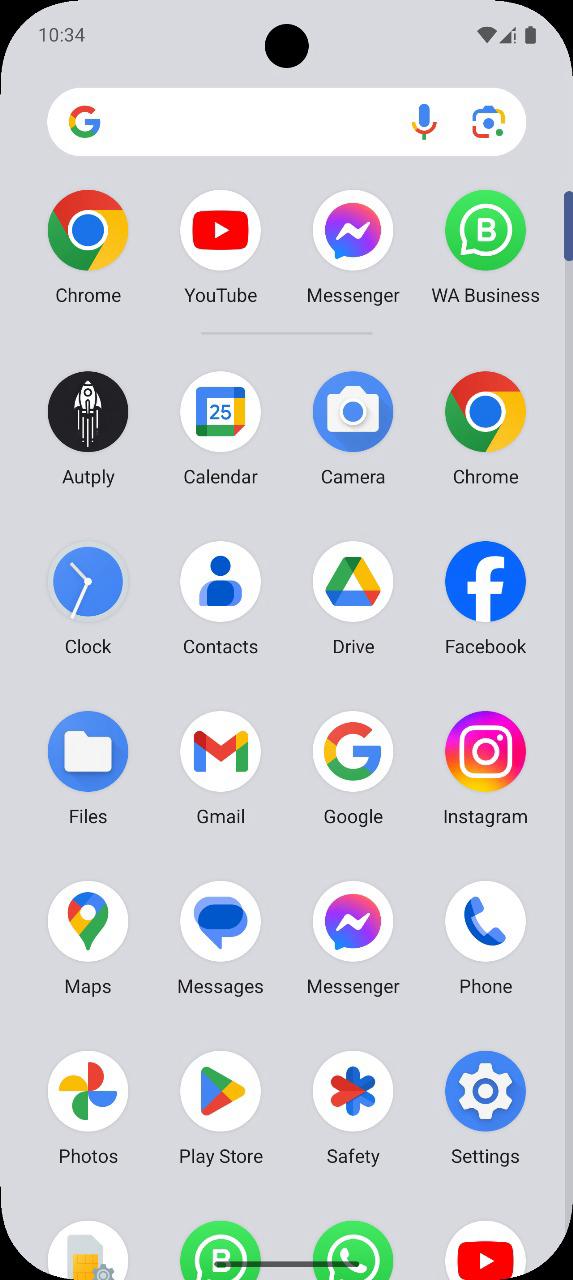 10:34
Chrome YouTube Messenger WA Business
Autply Calendar Camera Chrome
25
Clock Contacts Drive Facebook
Files Gmail Google Instagram
Maps Messages Messenger Phone
Photos Play Store Safety Settings